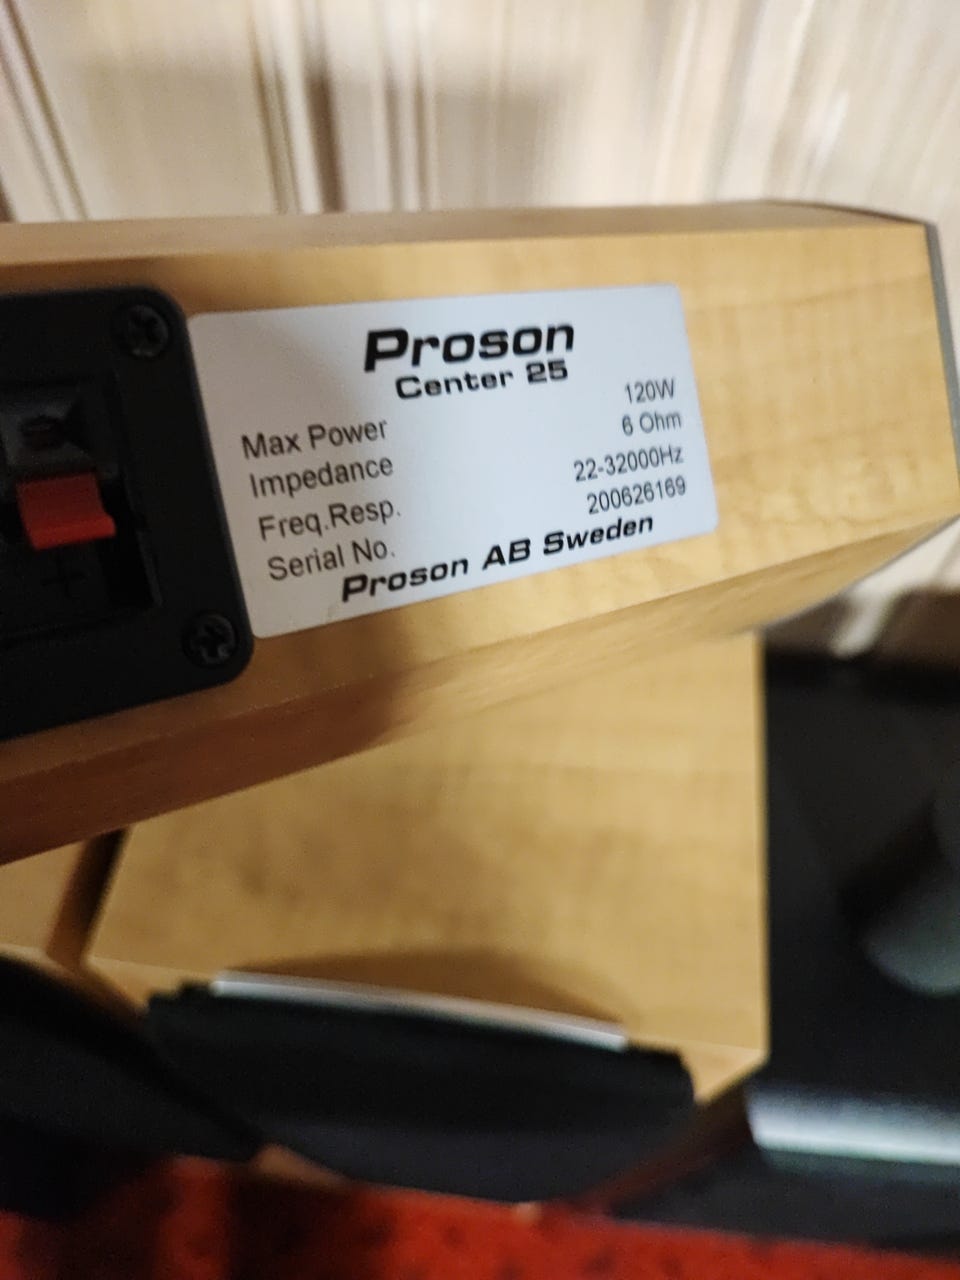 Proson
Center 25
Max Power 120W
Impedance 6 Ohm
Freq.Resp. 22-32000Hz
Serial No. 200626169
Proson AB Sweden
+